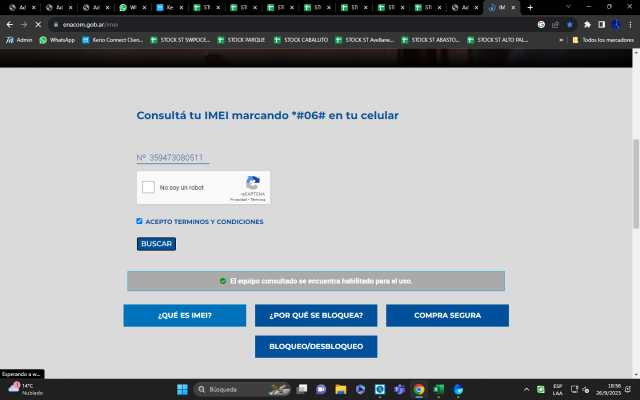 Ad
Ad
WI
Ke
ST
ST
ST
ST
ST
ST
Ad
IM
enacom.gob.ar/imei
Admin
WhatsApp
Kerio Connect Clien...
STOCK ST SWPOCE...
STOCK PARQUE
STOCK CABALLITO
STOCK ST Avellane...
STOCK ST ABASTO...
STOCK ST ALTO PAL...
»
Todos los marcadores
Consultá tu IMEI marcando *#06# en tu celular
Nº 359473080511
No soy un robot
reCAPTCHA
Privacidad - Términos
ACEPTO TERMINOS Y CONDICIONES
BUSCAR
El equipo consultado se encuentra habilitado para el uso.
¿QUÉ ES IMEI?
¿POR QUÉ SE BLOQUEA?
COMPRA SEGURA
BLOQUEO/DESBLOQUEO
Esperando a w...
14°C
Nublado
Búsqueda
ESP
LAA
18:56
26/9/2023